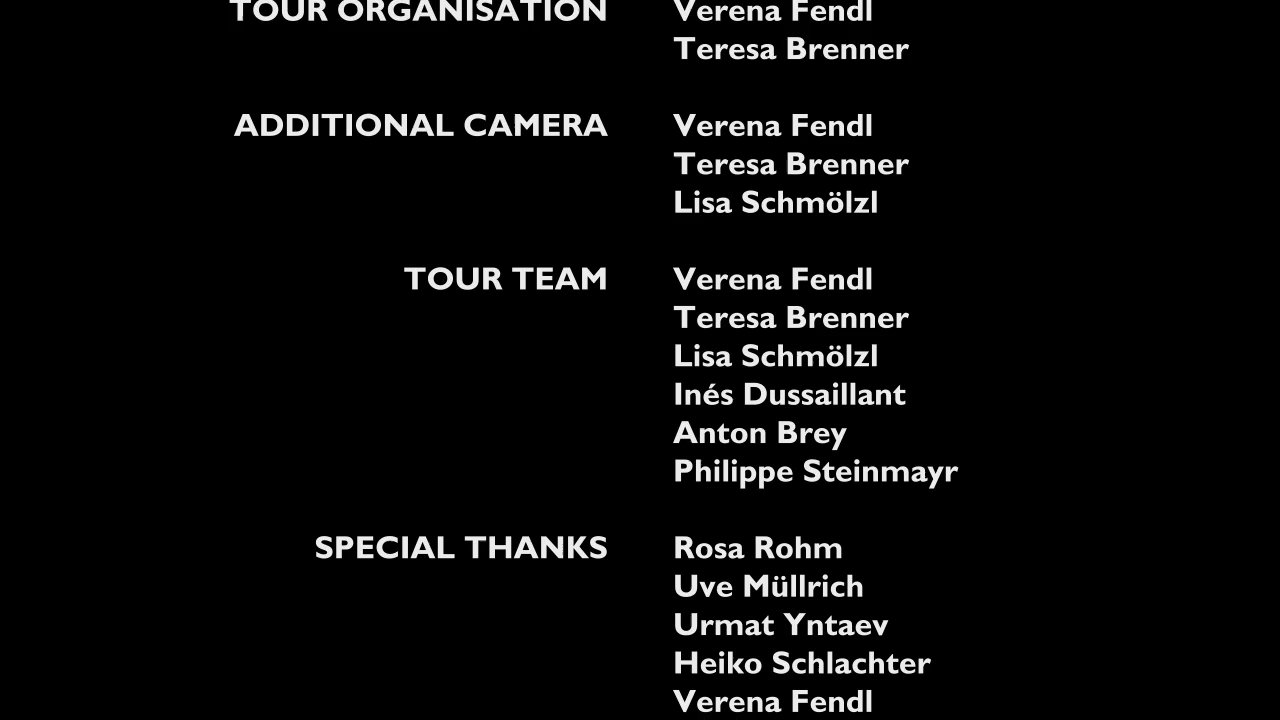 TOUR ORGANISATION Verena Fendl
Teresa Brenner
ADDITIONAL CAMERA Verena Fendl
Teresa Brenner
Lisa Schmölzl
TOUR TEAM Verena Fendl
Teresa Brenner
Lisa Schmölzl
Inés Dussaillant
Anton Brey
Philippe Steinmayr
SPECIAL THANKS Rosa Rohm
Uve Müllrich
Urmat Yntaev
Heiko Schlachter
Verena Fendl